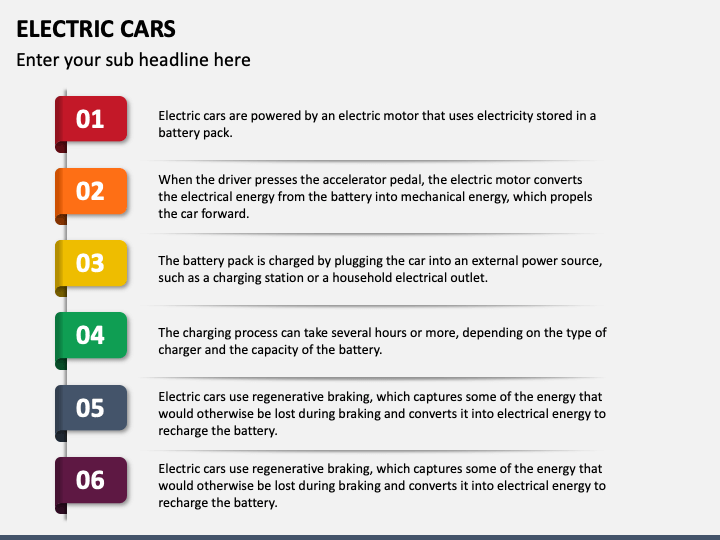 ELECTRIC CARS
Enter your sub headline here
01
Electric cars are powered by an electric motor that uses electricity stored in a
battery pack.
02
When the driver presses the accelerator pedal, the electric motor converts
the electrical energy from the battery into mechanical energy, which propels
the car forward.
03
The battery pack is charged by plugging the car into an external power source,
such as a charging station or a household electrical outlet.
04
The charging process can take several hours or more, depending on the type of
charger and the capacity of the battery.
05
Electric cars use regenerative braking, which captures some of the energy that
would otherwise be lost during braking and converts it into electrical energy to
recharge the battery.
06
Electric cars use regenerative braking, which captures some of the energy that
would otherwise be lost during braking and converts it into electrical energy to
recharge the battery.